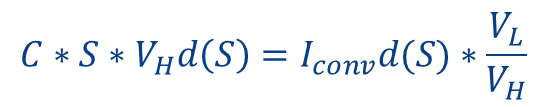 C ∗ S ∗ V_H d(S) = I_conv d(S) ∗ V_L/V_H